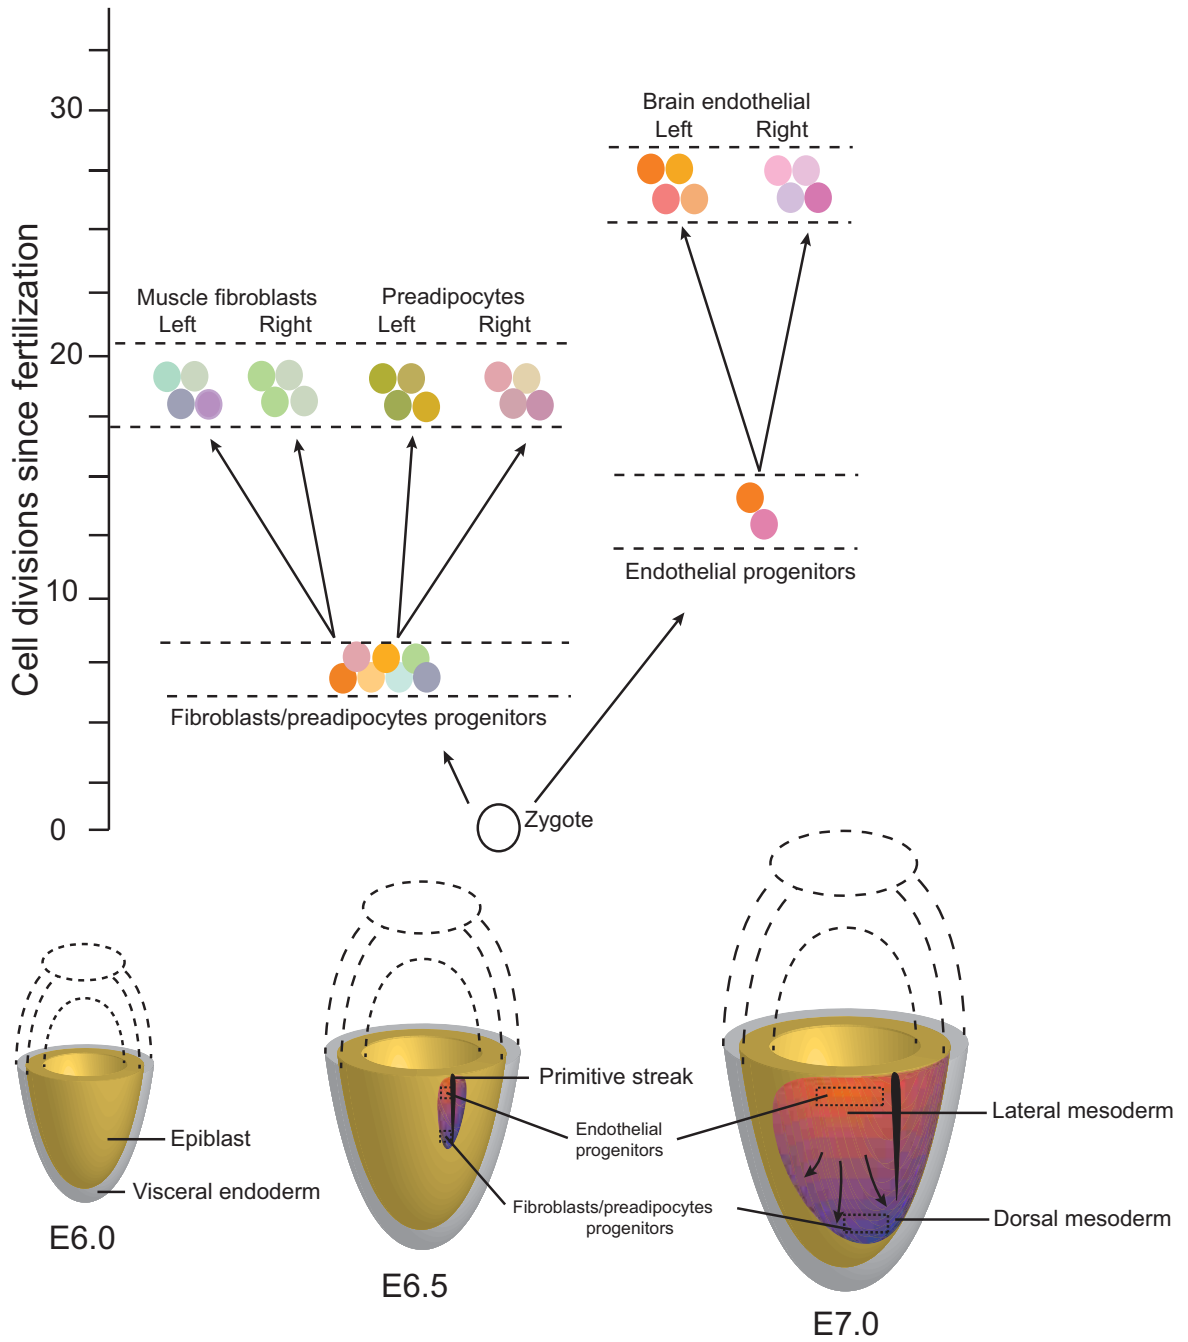 Cell divisions since fertilization
30
20
10
0
Brain endothelial
Left Right
Muscle fibroblasts Preadipocytes
Left Right Left Right
Endothelial progenitors
Fibroblasts/preadipocytes progenitors
Zygote
Primitive streak
Lateral mesoderm
Endothelial
progenitors
Epiblast
Visceral endoderm
Fibroblasts/preadipocytes
progenitors
Dorsal mesoderm
E6.0
E6.5
E7.0